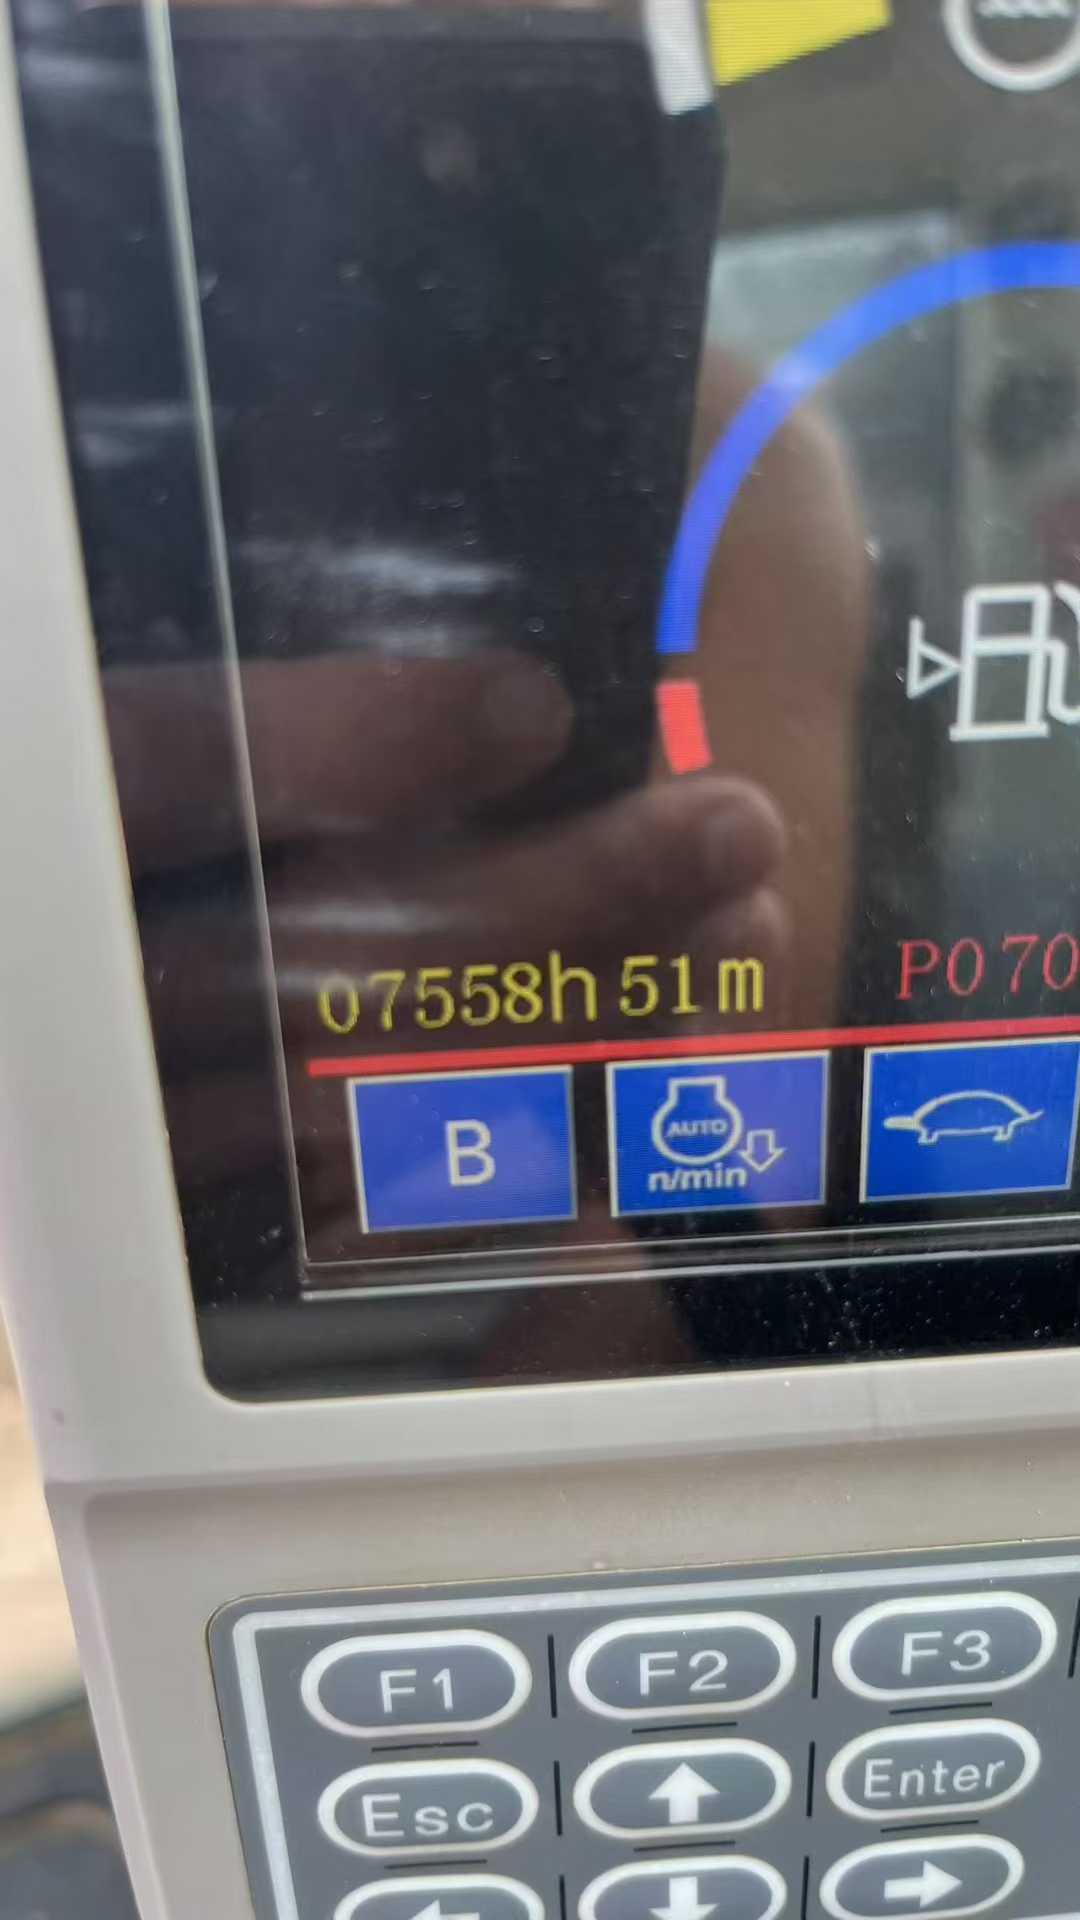 07558h 51m P070
B AUTO
n/min
F1 F2 F3
Esc Enter